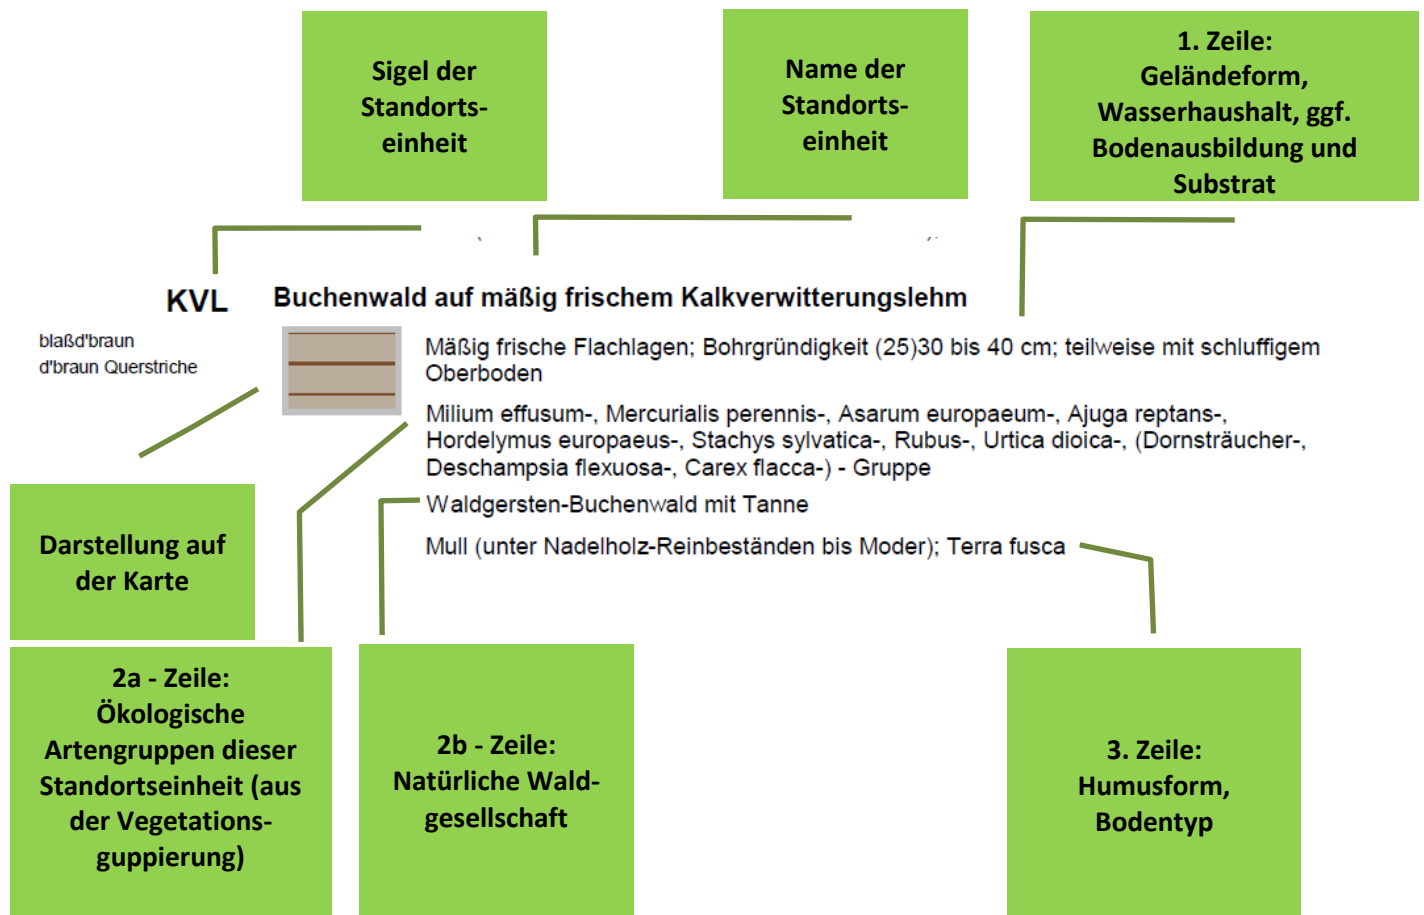 Sigel der
Standorts-
einheit
Name der
Standorts-
einheit
1. Zeile:
Geländeform,
Wasserhaushalt, ggf.
Bodenausbildung und
Substrat
KVL
Buchenwald auf mäßig frischem Kalkverwitterungslehm
blaßd'braun
d'braun Querstriche
Mäßig frische Flachlagen; Bohrgründigkeit (25)30 bis 40 cm; teilweise mit schluffigem
Oberboden
Milium effusum-, Mercurialis perennis-, Asarum europaeum-, Ajuga reptans-,
Hordelymus europaeus-, Stachys sylvatica-, Rubus-, Urtica dioica-, (Dornsträucher-,
Deschampsia flexuosa-, Carex flacca-) - Gruppe
Waldgersten-Buchenwald mit Tanne
Mull (unter Nadelholz-Reinbeständen bis Moder); Terra fusca
Darstellung auf
der Karte
2a - Zeile:
Ökologische
Artengruppen dieser
Standortseinheit (aus
der Vegetations-
guppierung)
2b - Zeile:
Natürliche Wald-
gesellschaft
3. Zeile:
Humusform,
Bodentyp